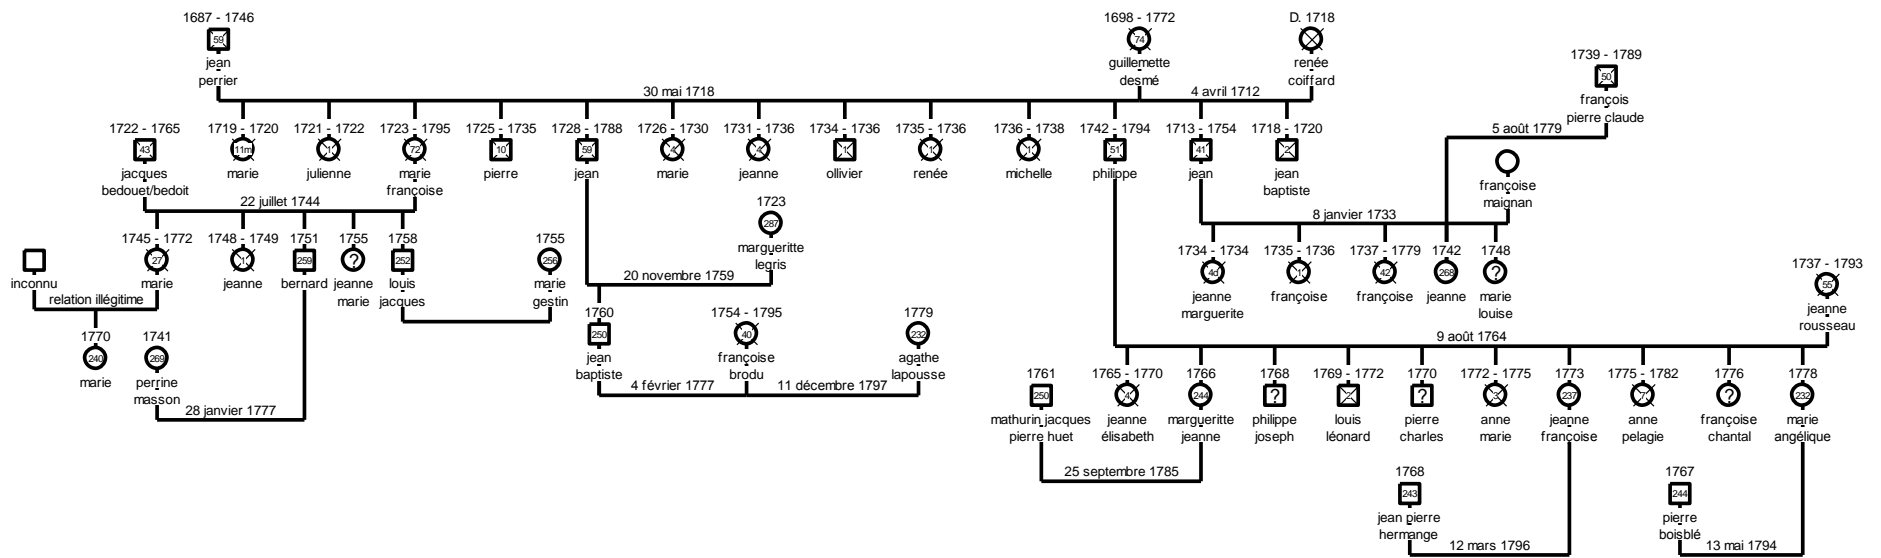 1687 - 1746
59
jean
perrier
1698 - 1772
74
guillemette
desmé
D. 1718
renée
coiffard
1739 - 1789
50
françois
pierre claude
30 mai 1718
4 avril 1712
5 août 1779
1722 - 1765
43
jacques
bedouet/bedoit
1719 - 1720
11m
marie
1721 - 1722
1
julienne
1723 - 1795
72
marie
françoise
1725 - 1735
10
pierre
1728 - 1788
59
jean
1726 - 1730
4
marie
1731 - 1736
4
jeanne
1734 - 1736
1
ollivier
1735 - 1736
1
renée
1736 - 1738
1
michelle
1742 - 1794
51
philippe
1713 - 1754
41
jean
1718 - 1720
2
jean
baptiste
françoise
maignan
22 juillet 1744
8 janvier 1733
inconnu
1745 - 1772
27
marie
1748 - 1749
1
jeanne
1751
259
bernard
1755
?
jeanne
marie
1758
252
louis
jacques
1755
256
marie
gestin
1723
287
margueritte
legris
1734 - 1734
4d
jeanne
marguerite
1735 - 1736
1
françoise
1737 - 1779
42
françoise
1742
268
jeanne
1748
?
marie
louise
1737 - 1793
55
jeanne
rousseau
relation illégitime
20 novembre 1759
9 août 1764
1770
240
marie
1741
269
perrine
masson
28 janvier 1777
1760
250
jean
baptiste
1754 - 1795
40
françoise
brodu
1779
232
agathe
lapousse
4 février 1777
11 décembre 1797
1761
250
mathurin jacques
pierre huet
1765 - 1770
4
jeanne
élisabeth
1766
244
margueritte
jeanne
1768
?
philippe
joseph
1769 - 1772
2
louis
léonard
1770
?
pierre
charles
1772 - 1775
3
anne
marie
1773
237
jeanne
françoise
1775 - 1782
7
anne
pelagie
1776
?
françoise
chantal
1778
232
marie
angélique
25 septembre 1785
1768
243
jean pierre
hermange
12 mars 1796
1767
244
pierre
boisblé
13 mai 1794